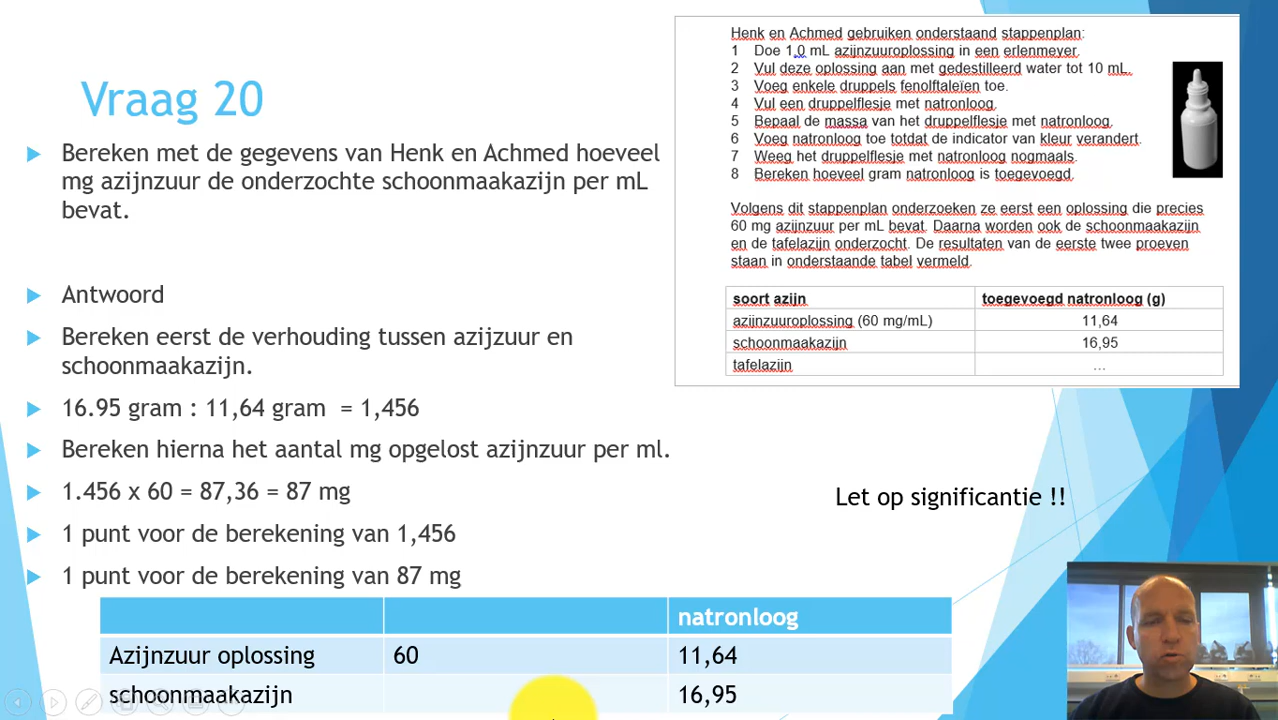 Vraag 20
Bereken met de gegevens van Henk en Achmed hoeveel
mg azijnzuur de onderzochte schoonmaakazijn per mL
bevat.
Antwoord
Bereken eerst de verhouding tussen azijzuur en
schoonmaakazijn.
16.95 gram : 11,64 gram = 1,456
Bereken hierna het aantal mg opgelost azijnzuur per ml.
1.456 x 60 = 87,36 = 87 mg
1 punt voor de berekening van 1,456
1 punt voor de berekening van 87 mg
Henk en Achmed gebruiken onderstaand stappenplan:
1 Doe 1,0 mL azijnzuuroplossing in een erlenmeyer.
2 Vul deze oplossing aan met gedestilleerd water tot 10 mL.
3 Voeg enkele druppels fenolftaleïen toe.
4 Vul een druppelflesje met natronloog.
5 Bepaal de massa van het druppelflesje met natronloog.
6 Voeg natronloog toe totdat de indicator van kleur verandert.
7 Weeg het druppelflesje met natronloog nogmaals.
8 Bereken hoeveel gram natronloog is toegevoegd.
Volgens dit stappenplan onderzoeken ze eerst een oplossing die precies
60 mg azijnzuur per mL bevat. Daarna worden ook de schoonmaakazijn
en de tafelazijn onderzocht. De resultaten van de eerste twee proeven
staan in onderstaande tabel vermeld.
soort azijn toegevoegd natronloog (g)
azijnzuuroplossing (60 mg/mL) 11,64
schoonmaakazijn 16,95
tafelazijn ...
Let op significantie !!
natronloog
Azijnzuur oplossing 60 11,64
schoonmaakazijn 16,95